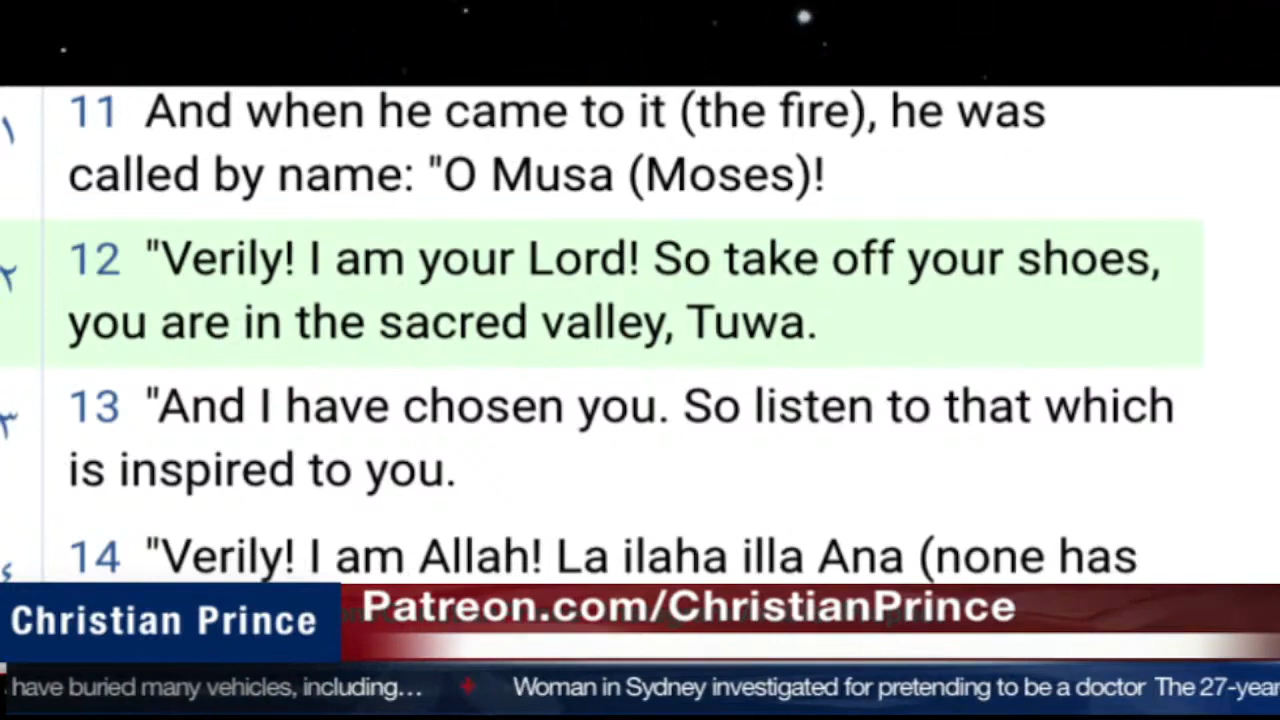 11 And when he came to it (the fire), he was
called by name: "O Musa (Moses)!
12 "Verily! I am your Lord! So take off your shoes,
you are in the sacred valley, Tuwa.
13 "And I have chosen you. So listen to that which
is inspired to you.
14 "Verily! I am Allah! La ilaha illa Ana (none has
Christian Prince
Patreon.com/ChristianPrince
have buried many vehicles, including... Woman in Sydney investigated for pretending to be a doctor The 27-year